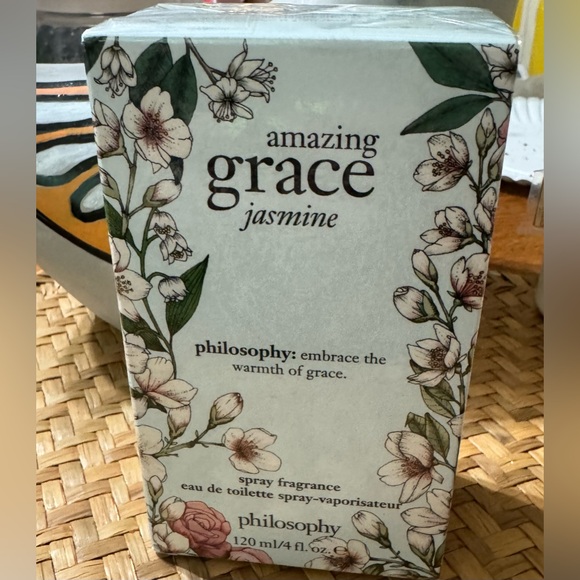 amazing
grace
jasmine
philosophy: embrace the
warmth of grace.
spray fragrance
eau de toilette spray-vaporisateur
philosophy
120 ml/4 fl. oz. ℮